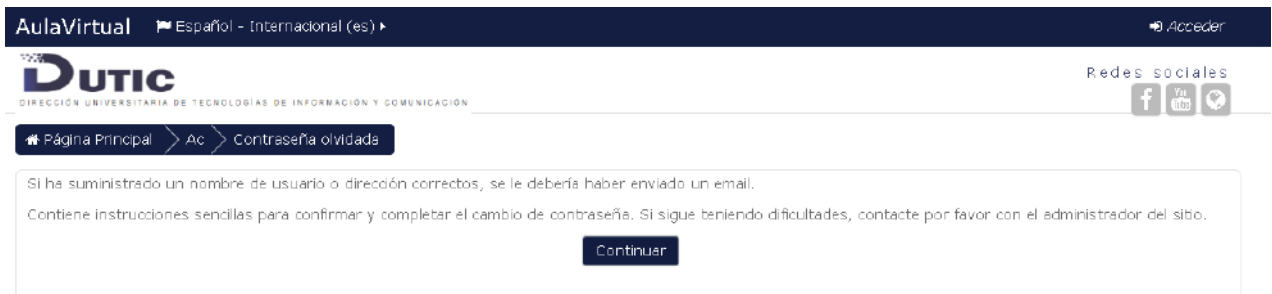 AulaVirtual Español - Internacional (es) Acceder
DUTIC
DIRECCIÓN UNIVERSITARIA DE TECNOLOGÍAS DE INFORMACIÓN Y COMUNICACIÓN
Redes sociales
You Tube
Página Principal Ac Contraseña olvidada
Si ha suministrado un nombre de usuario o dirección correctos, se le debería haber enviado un email.
Contiene instrucciones sencillas para confirmar y completar el cambio de contraseña. Si sigue teniendo dificultades, contacte por favor con el administrador del sitio.
Continuar